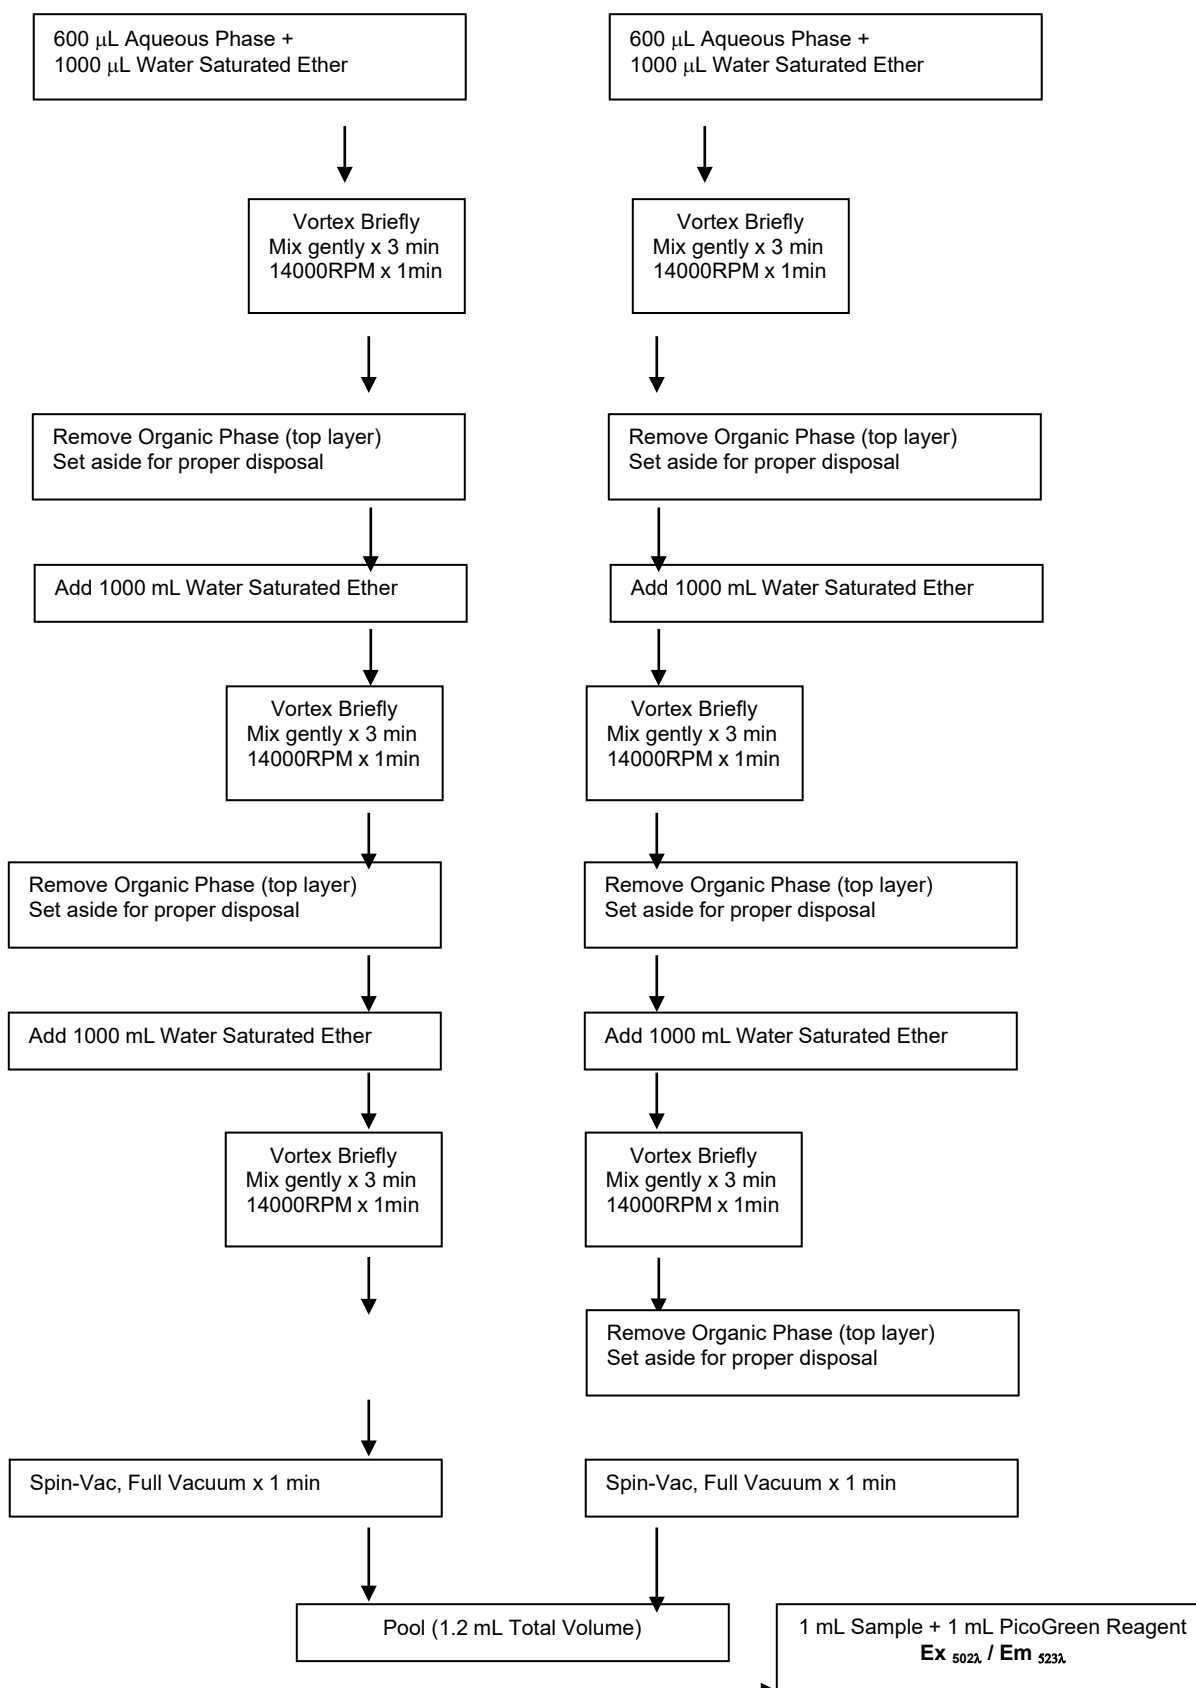 600 μL Aqueous Phase +
1000 μL Water Saturated Ether
600 μL Aqueous Phase +
1000 μL Water Saturated Ether
Vortex Briefly
Mix gently x 3 min
14000RPM x 1min
Vortex Briefly
Mix gently x 3 min
14000RPM x 1min
Remove Organic Phase (top layer)
Set aside for proper disposal
Remove Organic Phase (top layer)
Set aside for proper disposal
Add 1000 mL Water Saturated Ether
Add 1000 mL Water Saturated Ether
Vortex Briefly
Mix gently x 3 min
14000RPM x 1min
Vortex Briefly
Mix gently x 3 min
14000RPM x 1min
Remove Organic Phase (top layer)
Set aside for proper disposal
Remove Organic Phase (top layer)
Set aside for proper disposal
Add 1000 mL Water Saturated Ether
Add 1000 mL Water Saturated Ether
Vortex Briefly
Mix gently x 3 min
14000RPM x 1min
Vortex Briefly
Mix gently x 3 min
14000RPM x 1min
Remove Organic Phase (top layer)
Set aside for proper disposal
Spin-Vac, Full Vacuum x 1 min
Spin-Vac, Full Vacuum x 1 min
Pool (1.2 mL Total Volume)
1 mL Sample + 1 mL PicoGreen Reagent
Ex 502λ / Em 523λ